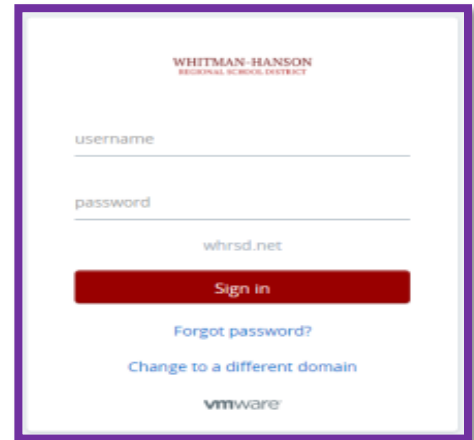 WHITMAN-HANSON
REGIONAL SCHOOL DISTRICT
username
password
whrsd.net
Sign in
Forgot password?
Change to a different domain
vmware